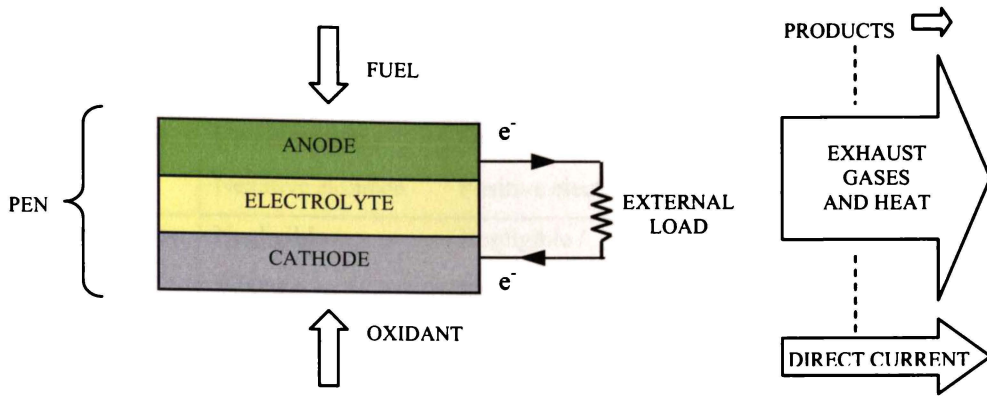 PRODUCTS
FUEL
ANODE
e-
EXHAUST
GASES
AND HEAT
PEN
ELECTROLYTE
EXTERNAL
LOAD
CATHODE
e-
OXIDANT
DIRECT CURRENT